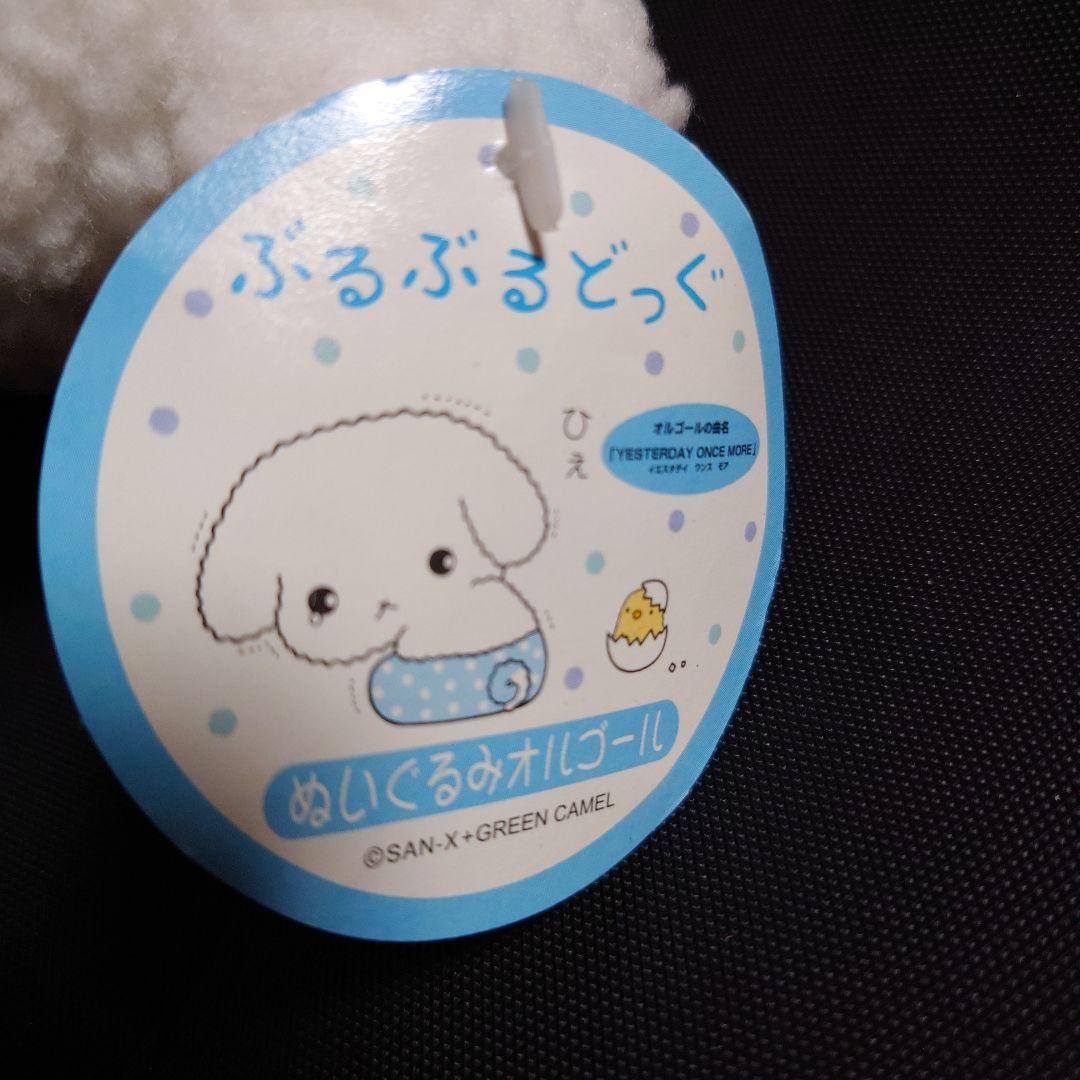 ぶるぶるどっぐ
ひぇ
オルゴールの曲名
「YESTERDAY ONCE MORE」
イエスタデイ ワンス モア
ぬいぐるみオルゴール
©SAN-X+GREEN CAMEL